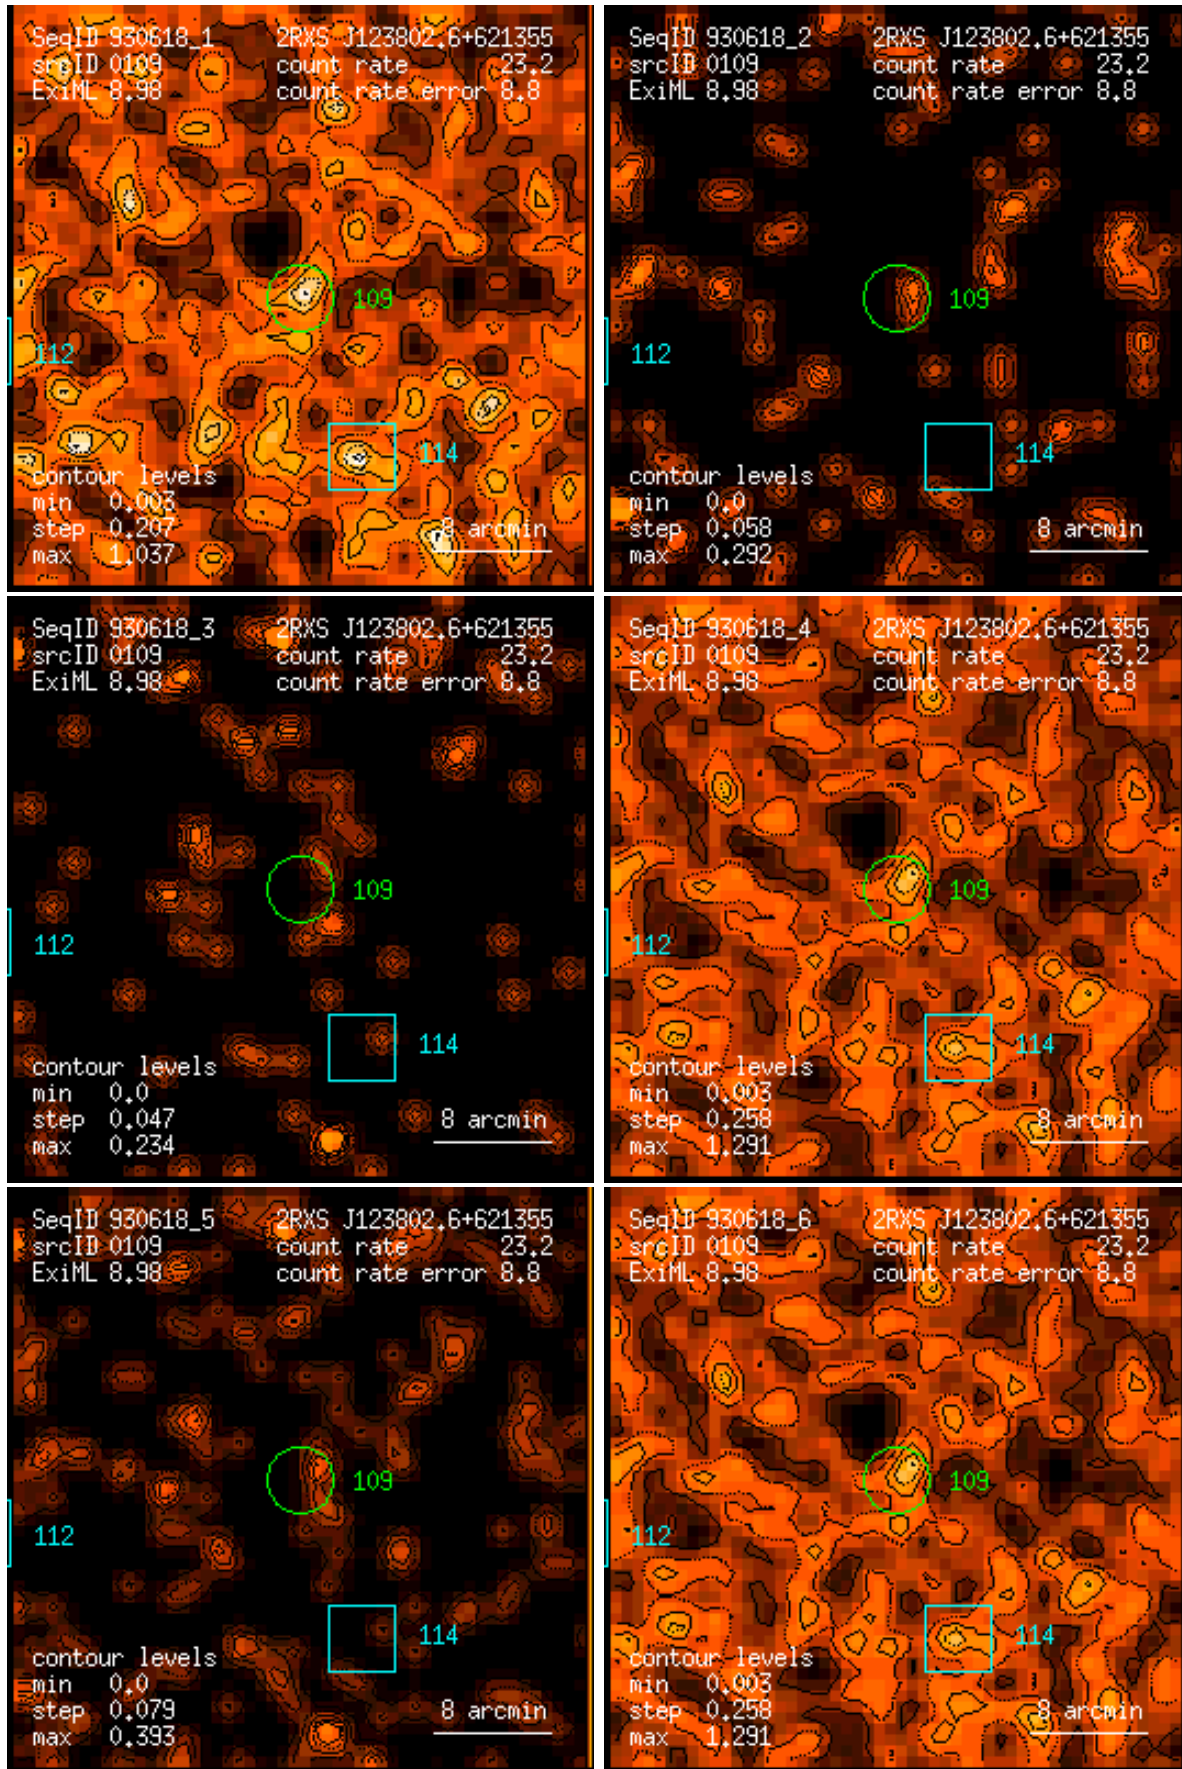 SeqID 930618_1 2RXS J123802.6+621355
srcID 0109 count rate 23.2
ExiML 8.98 count rate error 8.8
109
112
114
contour levels
min 0.003
step 0.207 8 arcmin
max 1.037
SeqID 930618_2 2RXS J123802.6+621355
srcID 0109 count rate 23.2
ExiML 8.98 count rate error 8.8
109
112
114
contour levels
min 0.0
step 0.058 8 arcmin
max 0.292
SeqID 930618_3 2RXS J123802.6+621355
srcID 0109 count rate 23.2
ExiML 8.98 count rate error 8.8
109
112
114
contour levels
min 0.0
step 0.047 8 arcmin
max 0.234
SeqID 930618_4 2RXS J123802.6+621355
srcID 0109 count rate 23.2
ExiML 8.98 count rate error 8.8
109
112
114
contour levels
min 0.003
step 0.258 8 arcmin
max 1.291
SeqID 930618_5 2RXS J123802.6+621355
srcID 0109 count rate 23.2
ExiML 8.98 count rate error 8.8
109
112
114
contour levels
min 0.0
step 0.079 8 arcmin
max 0.393
SeqID 930618_6 2RXS J123802.6+621355
srcID 0109 count rate 23.2
ExiML 8.98 count rate error 8.8
109
112
114
contour levels
min 0.003
step 0.258 8 arcmin
max 1.291